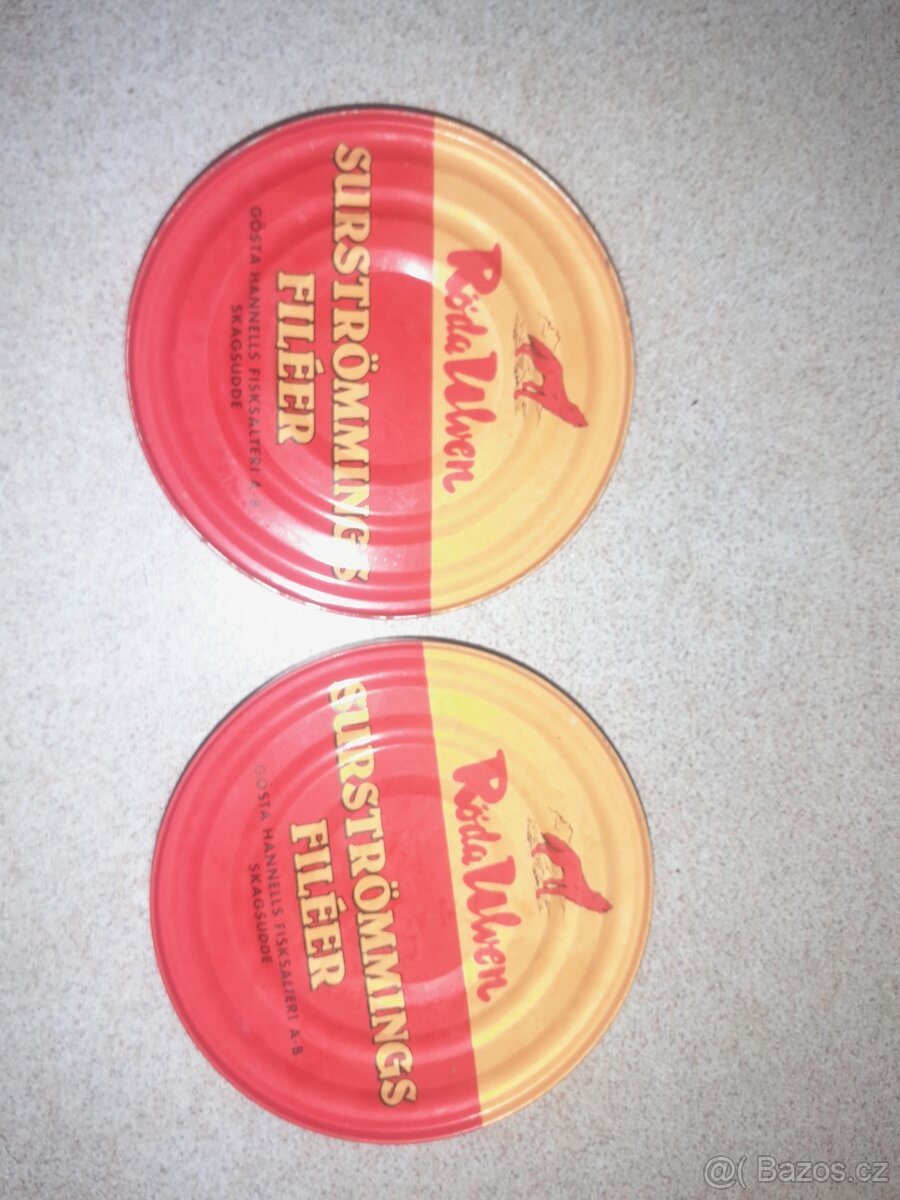 Röda Ulven
SURSTRÖMMINGS
FILÉER
GÖSTA HANNELLS FISKSALTERI A-B
SKAGSUDDE
Röda Ulven
SURSTRÖMMINGS
FILÉER
GÖSTA HANNELLS FISKSALTERI A-B
SKAGSUDDE
@( Bazos.cz